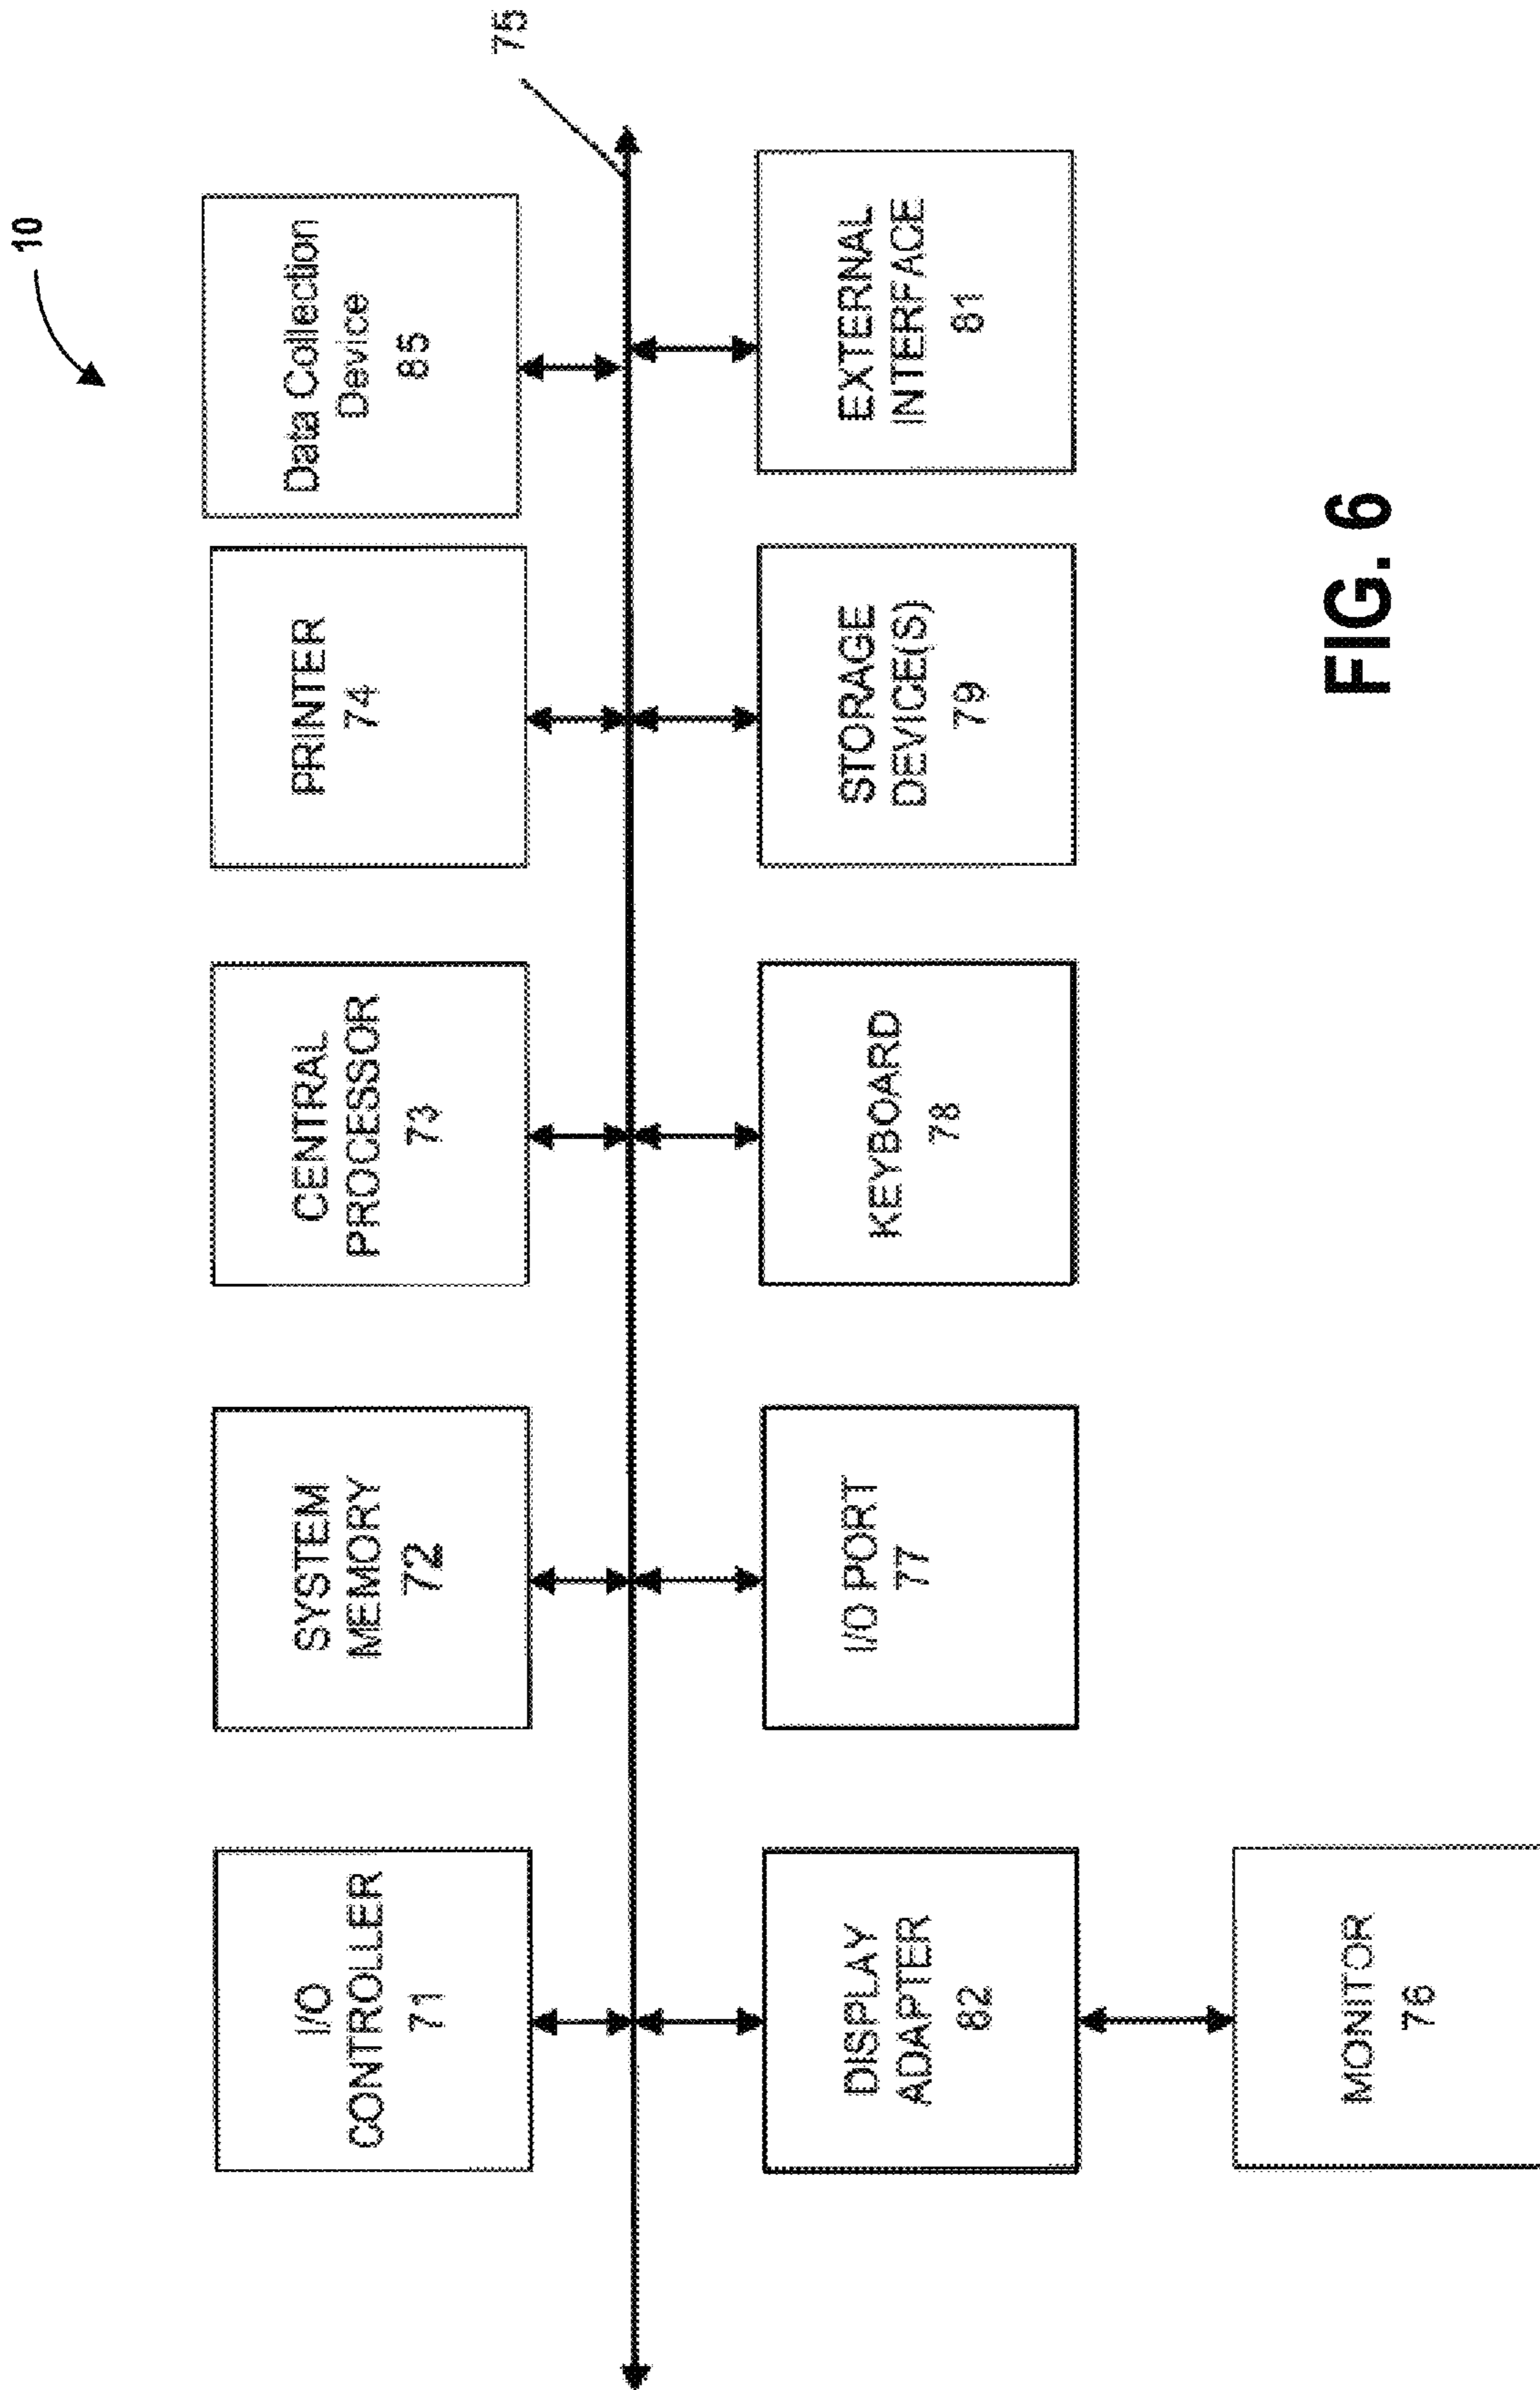 10
I/O
CONTROLLER
71
SYSTEM
MEMORY
72
CENTRAL
PROCESSOR
73
PRINTER
74
Data Collection
Device
85
75
DISPLAY
ADAPTER
82
I/O PORT
77
KEYBOARD
78
STORAGE
DEVICE(S)
79
EXTERNAL
INTERFACE
81
MONITOR
76
FIG. 6